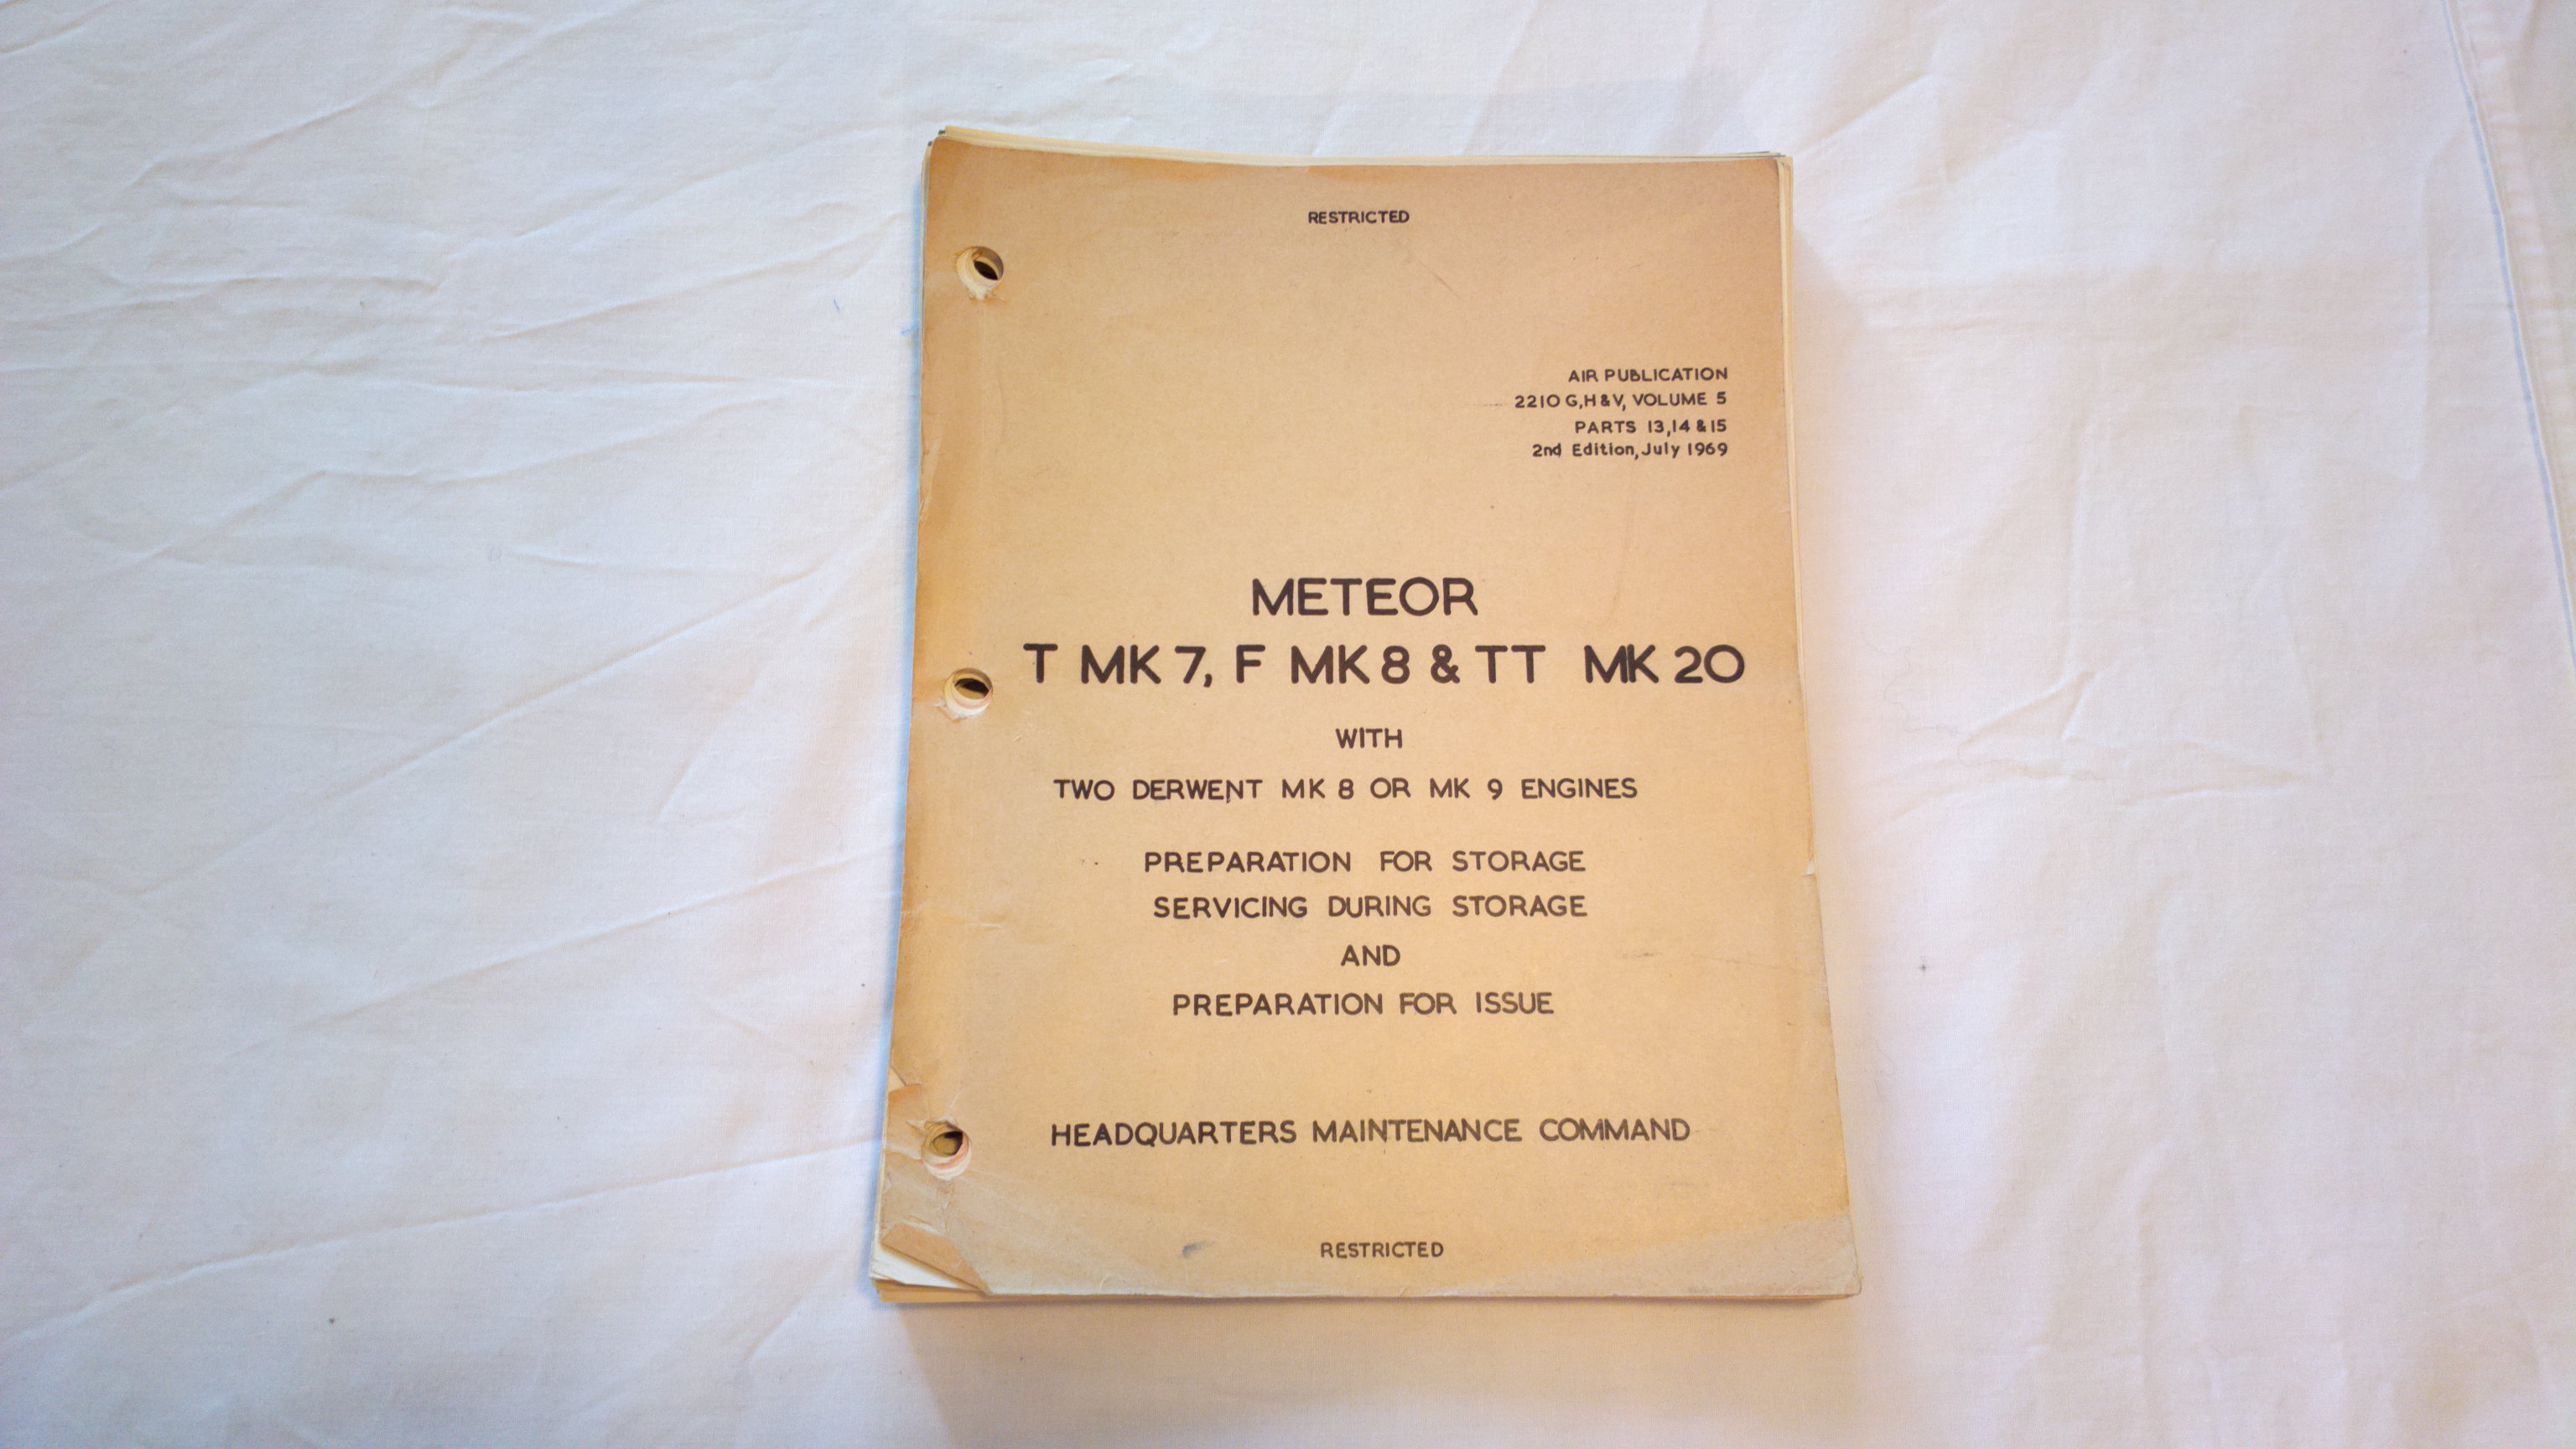 RESTRICTED
AIR PUBLICATION
2210 G,H & V, VOLUME 5
PARTS 13,14 & 15
2nd Edition, July 1969
METEOR
T MK 7, F MK 8 & TT MK 20
WITH
TWO DERWENT MK 8 OR MK 9 ENGINES
PREPARATION FOR STORAGE
SERVICING DURING STORAGE
AND
PREPARATION FOR ISSUE
HEADQUARTERS MAINTENANCE COMMAND
RESTRICTED